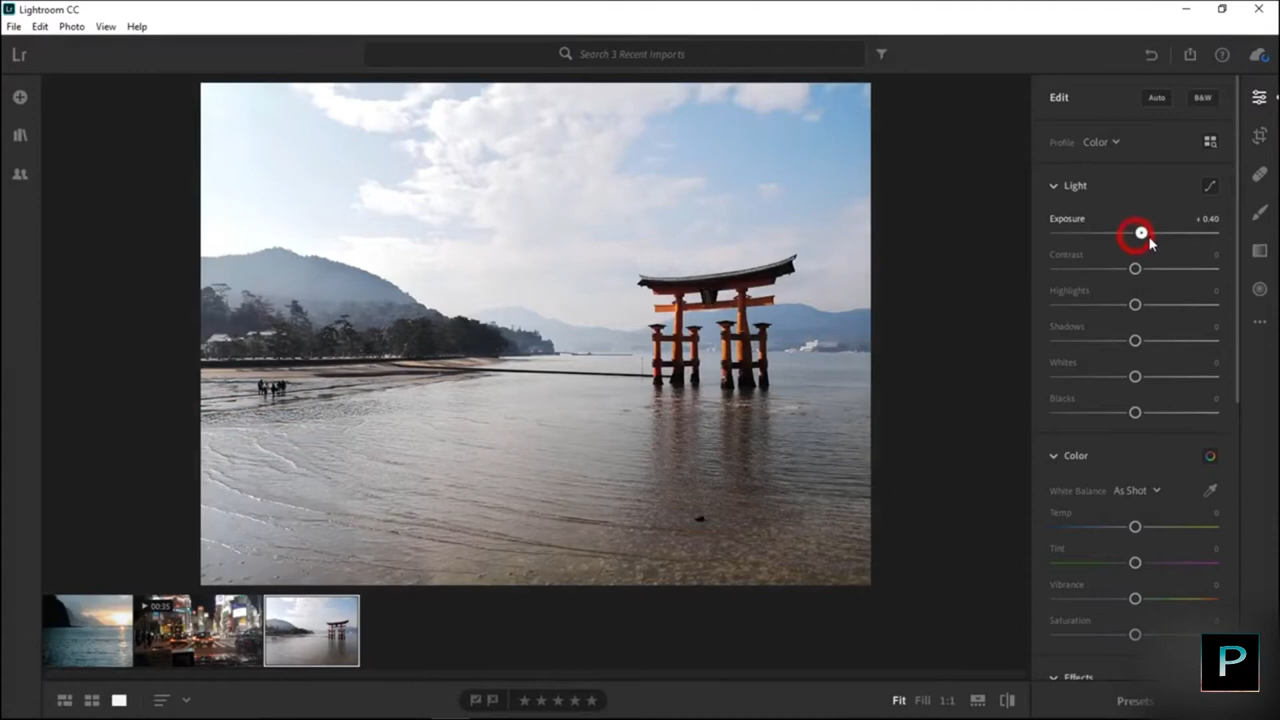 Lr Lightroom CC
File Edit Photo View Help
Lr
Search 3 Recent Imports
Edit Auto B&W
Profile Color
Light
Exposure + 0.40
Contrast 0
Highlights 0
Shadows 0
Whites 0
Blacks 0
Color
White Balance As Shot
Temp 0
Tint 0
Vibrance 0
Saturation 0
Effects
00:35
Fit Fill 1:1
Presets
P